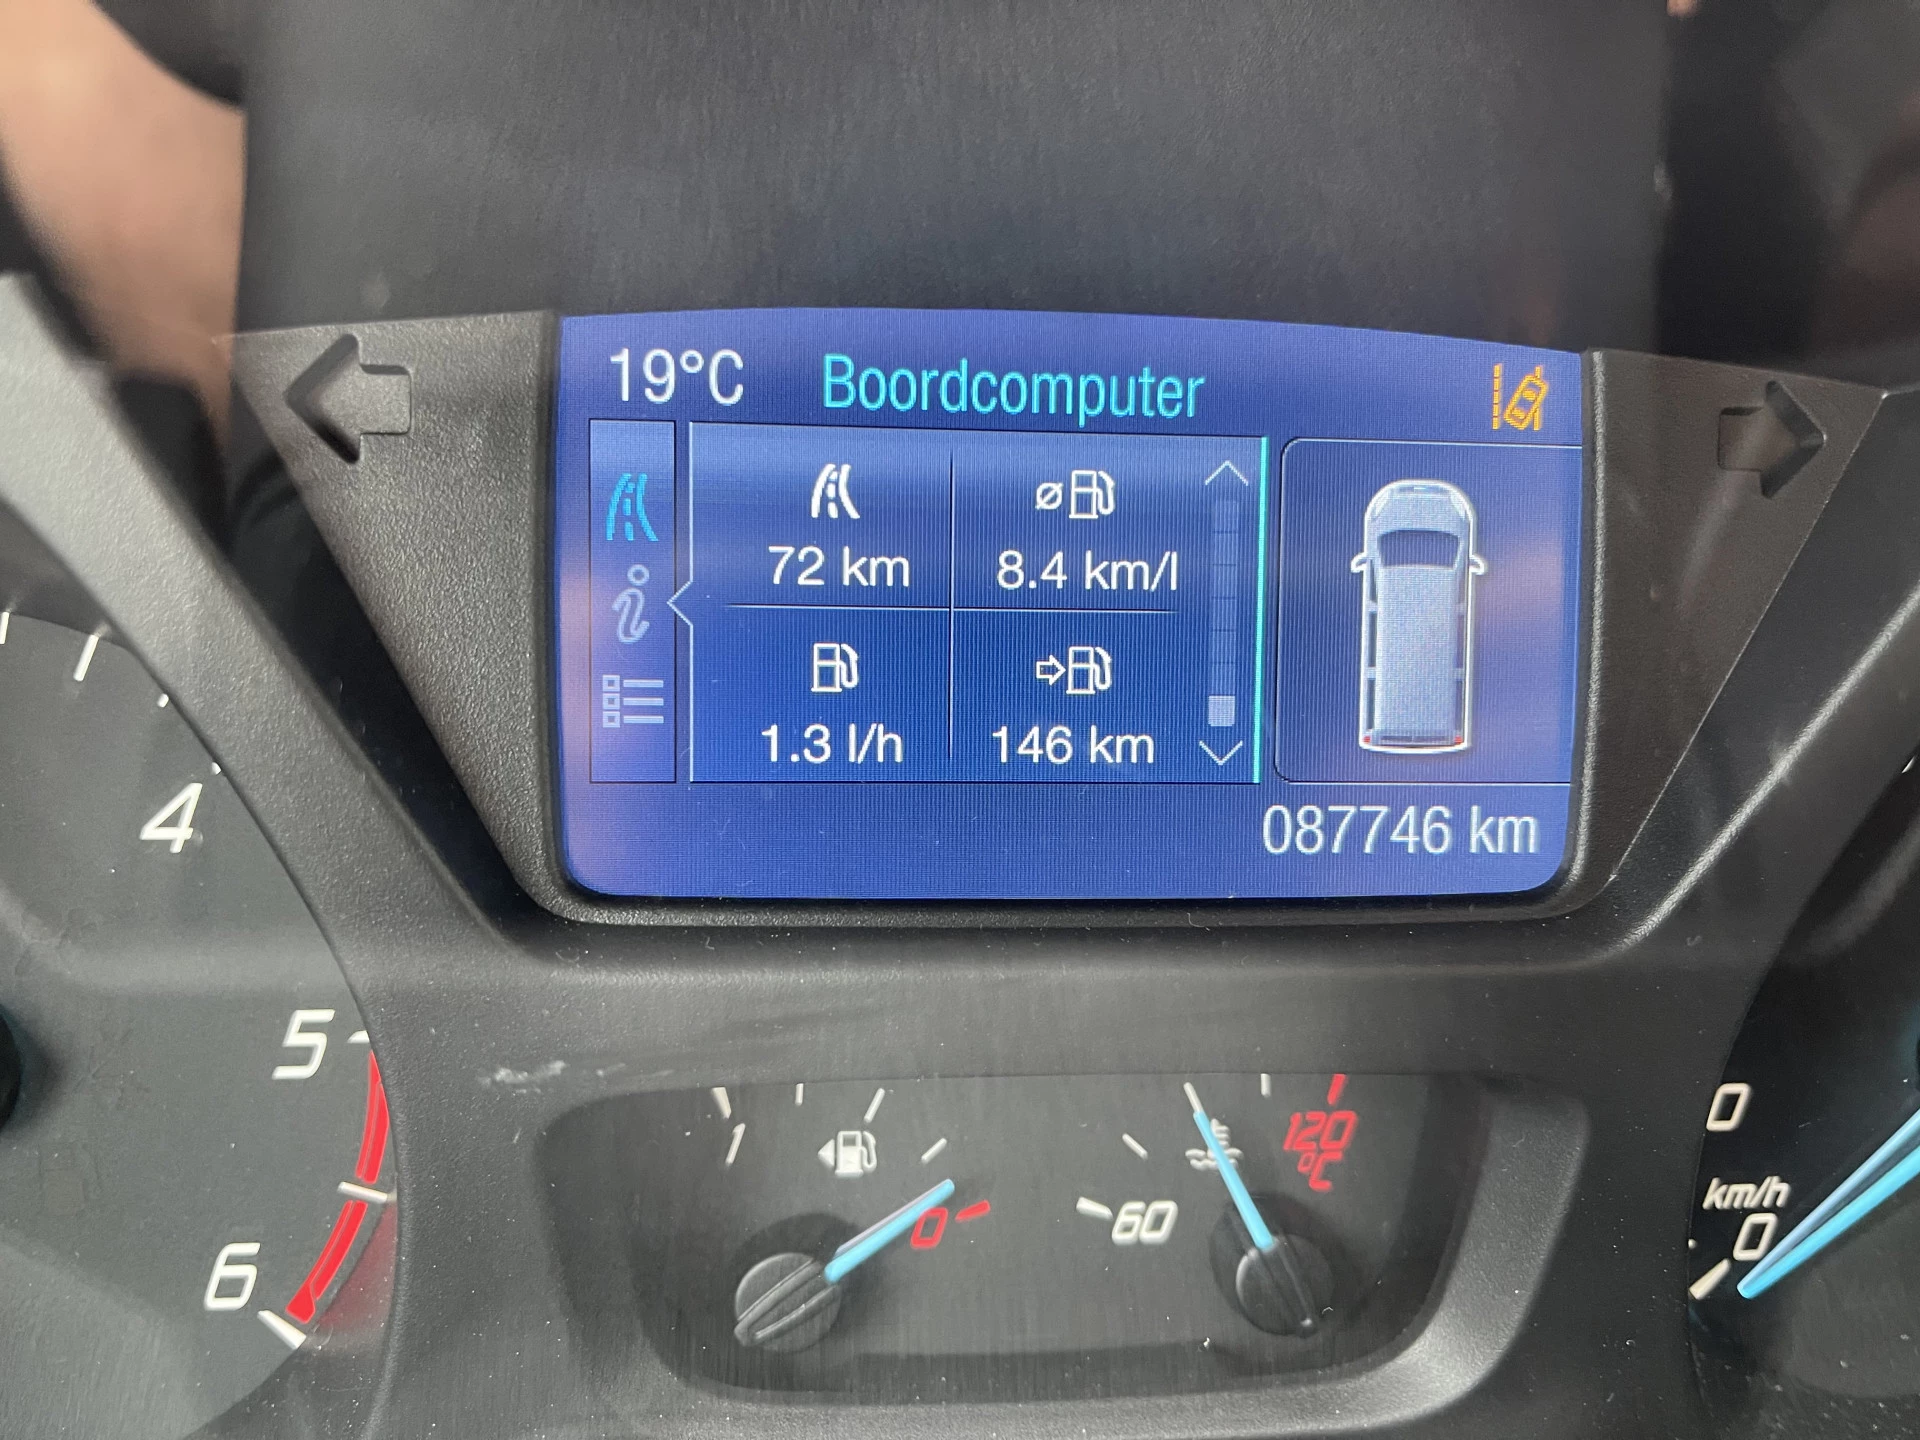 19°C Boordcomputer
72 km
Ø
8.4 km/l
1.3 l/h
146 km
087746 km
4
5
6
1
0
60
120
°C
0
km/h
0